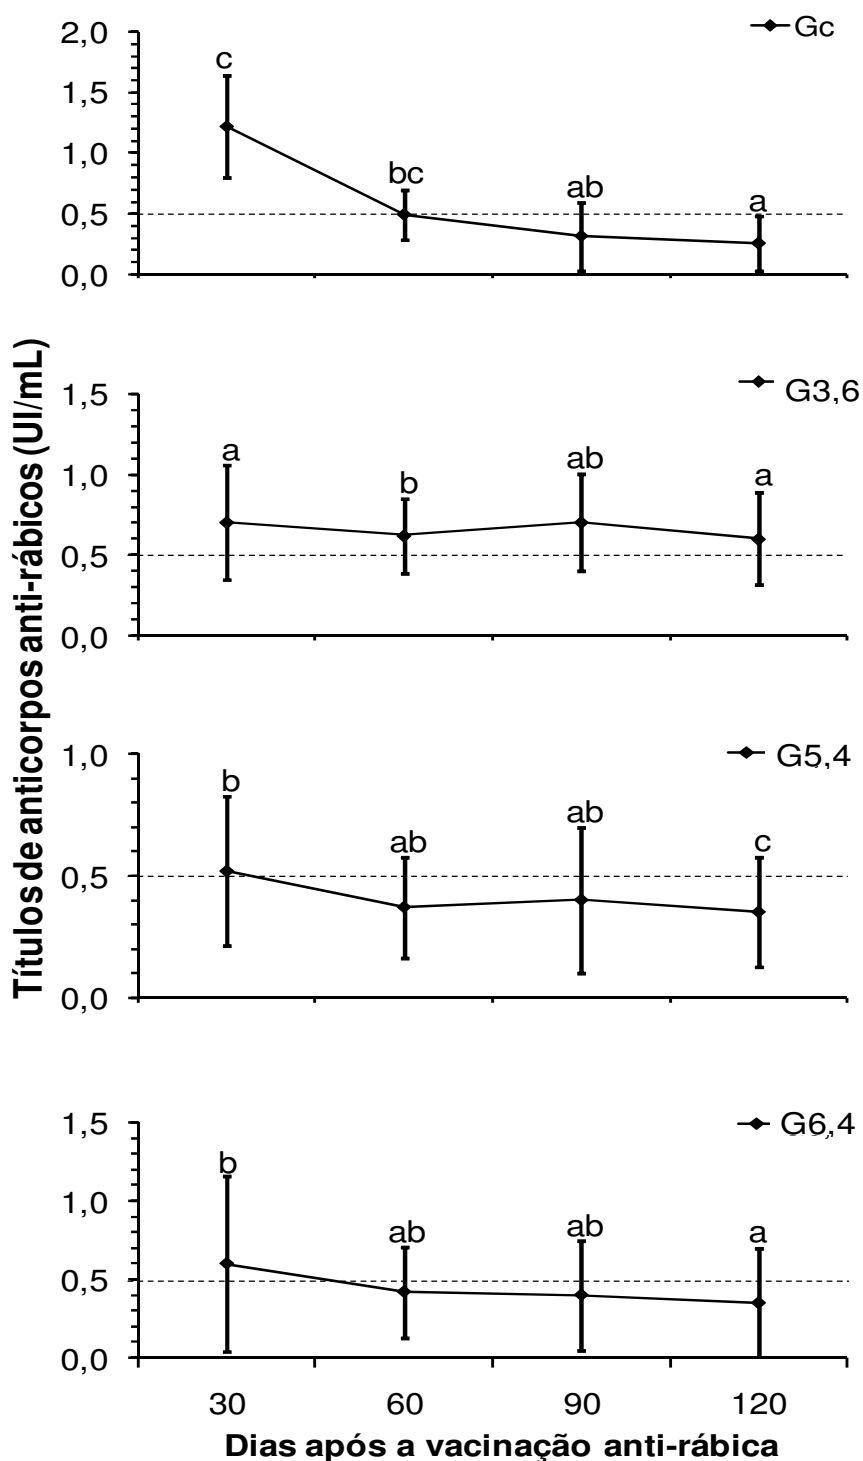 Títulos de anticorpos anti-rábicos (UI/mL)
Gc
2,0
1,5
1,0
0,5
0,0
c
bc
ab
a
G3,6
1,5
1,0
0,5
0,0
a
b
ab
a
G5,4
1,0
0,5
0,0
b
ab
ab
c
G6,4
1,5
1,0
0,5
0,0
b
ab
ab
a
30 60 90 120
Dias após a vacinação anti-rábica